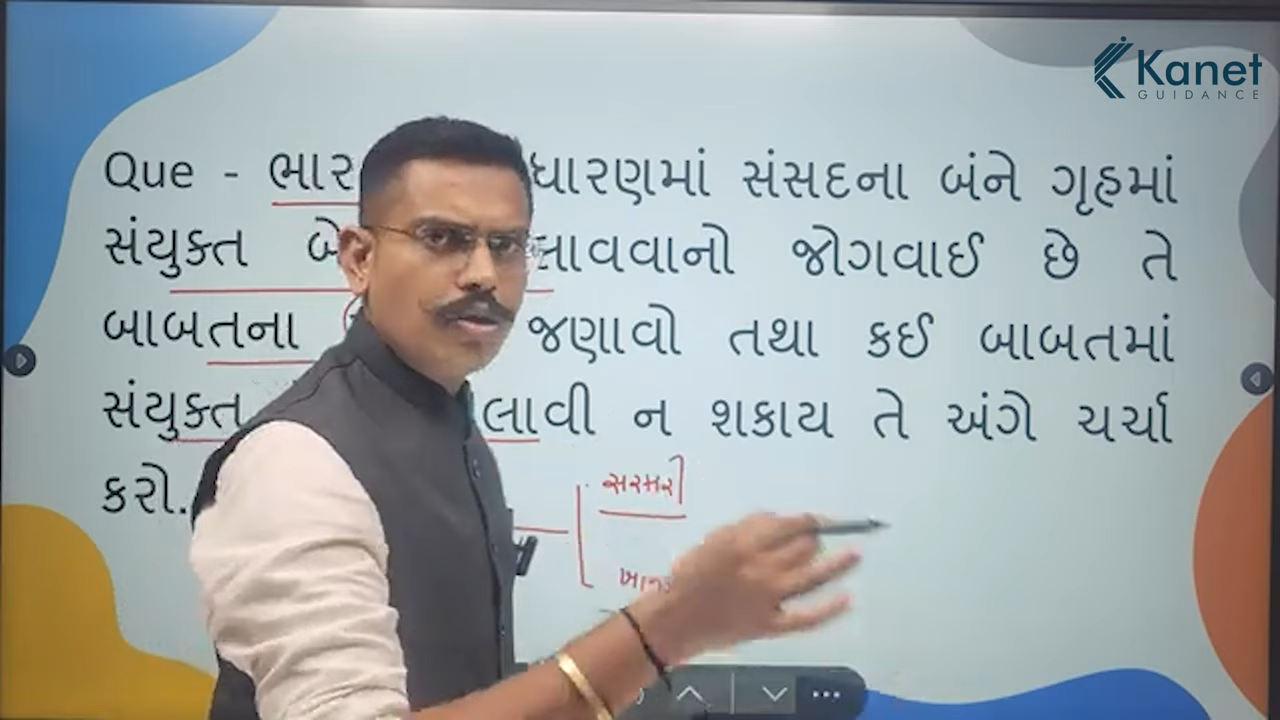 Kanet
GUIDANCE
Que - ભાર ધારણમાં સંસદના બંને ગૃહમાં
સંયુક્ત બે લાવવાનો જોગવાઈ છે તે
બાબતના જણાવો તથા કઈ બાબતમાં
સંયુક્ત લાવી ન શકાય તે અંગે ચર્ચા
કરો.